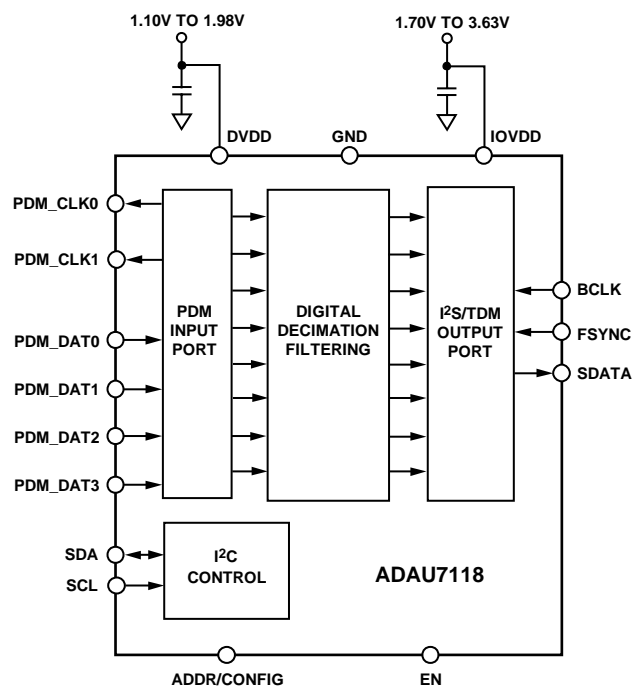 1.10V TO 1.98V
1.70V TO 3.63V
DVDD
GND
IOVDD
PDM_CLK0
PDM_CLK1
PDM_DAT0
PDM_DAT1
PDM_DAT2
PDM_DAT3
PDM
INPUT
PORT
DIGITAL
DECIMATION
FILTERING
I²S/TDM
OUTPUT
PORT
BCLK
FSYNC
SDATA
SDA
SCL
I²C
CONTROL
ADAU7118
ADDR/CONFIG
EN